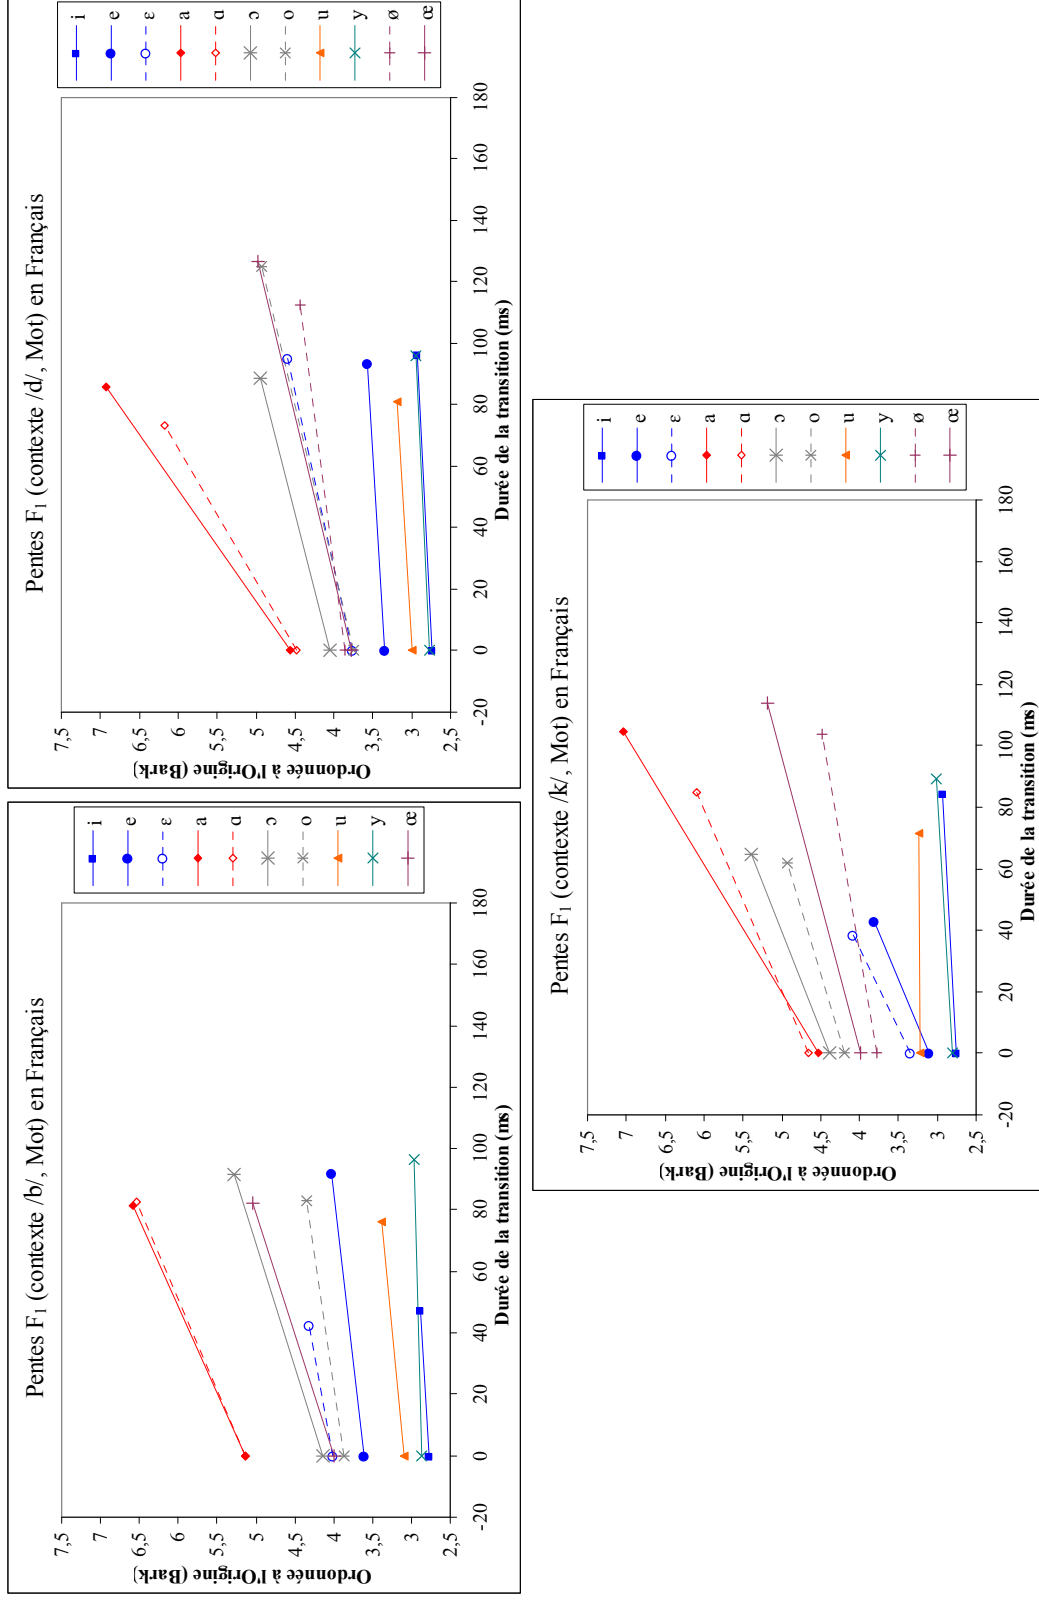 Pentes F₁ (contexte /b/, Mot) en Français
Ordonnée à l'Origine (Bark)
7,5
7
6,5
6
5,5
5
4,5
4
3,5
3
2,5
-20
0
20
40
60
80
100
120
140
160
180
Durée de la transition (ms)
i
e
ɛ
a
ɑ
ɔ
o
u
y
œ
Pentes F₁ (contexte /d/, Mot) en Français
Ordonnée à l'Origine (Bark)
7,5
7
6,5
6
5,5
5
4,5
4
3,5
3
2,5
-20
0
20
40
60
80
100
120
140
160
180
Durée de la transition (ms)
i
e
ɛ
a
ɑ
ɔ
o
u
y
ø
œ
Pentes F₁ (contexte /k/, Mot) en Français
Ordonnée à l'Origine (Bark)
7,5
7
6,5
6
5,5
5
4,5
4
3,5
3
2,5
-20
0
20
40
60
80
100
120
140
160
180
Durée de la transition (ms)
i
e
ɛ
a
ɑ
ɔ
o
u
y
ø
œ